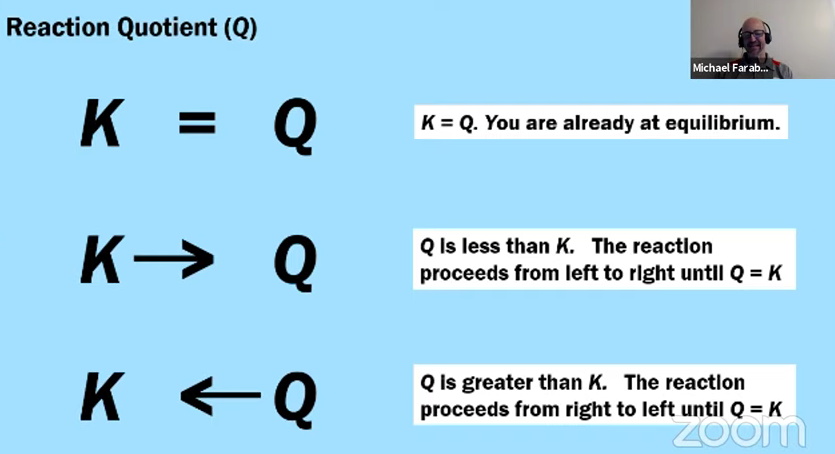 Reaction Quotient (Q)
Michael Farab...
K = Q
K = Q. You are already at equilibrium.
K → Q
Q is less than K. The reaction
proceeds from left to right until Q = K
K ← Q
Q is greater than K. The reaction
proceeds from right to left until Q = K
zoom